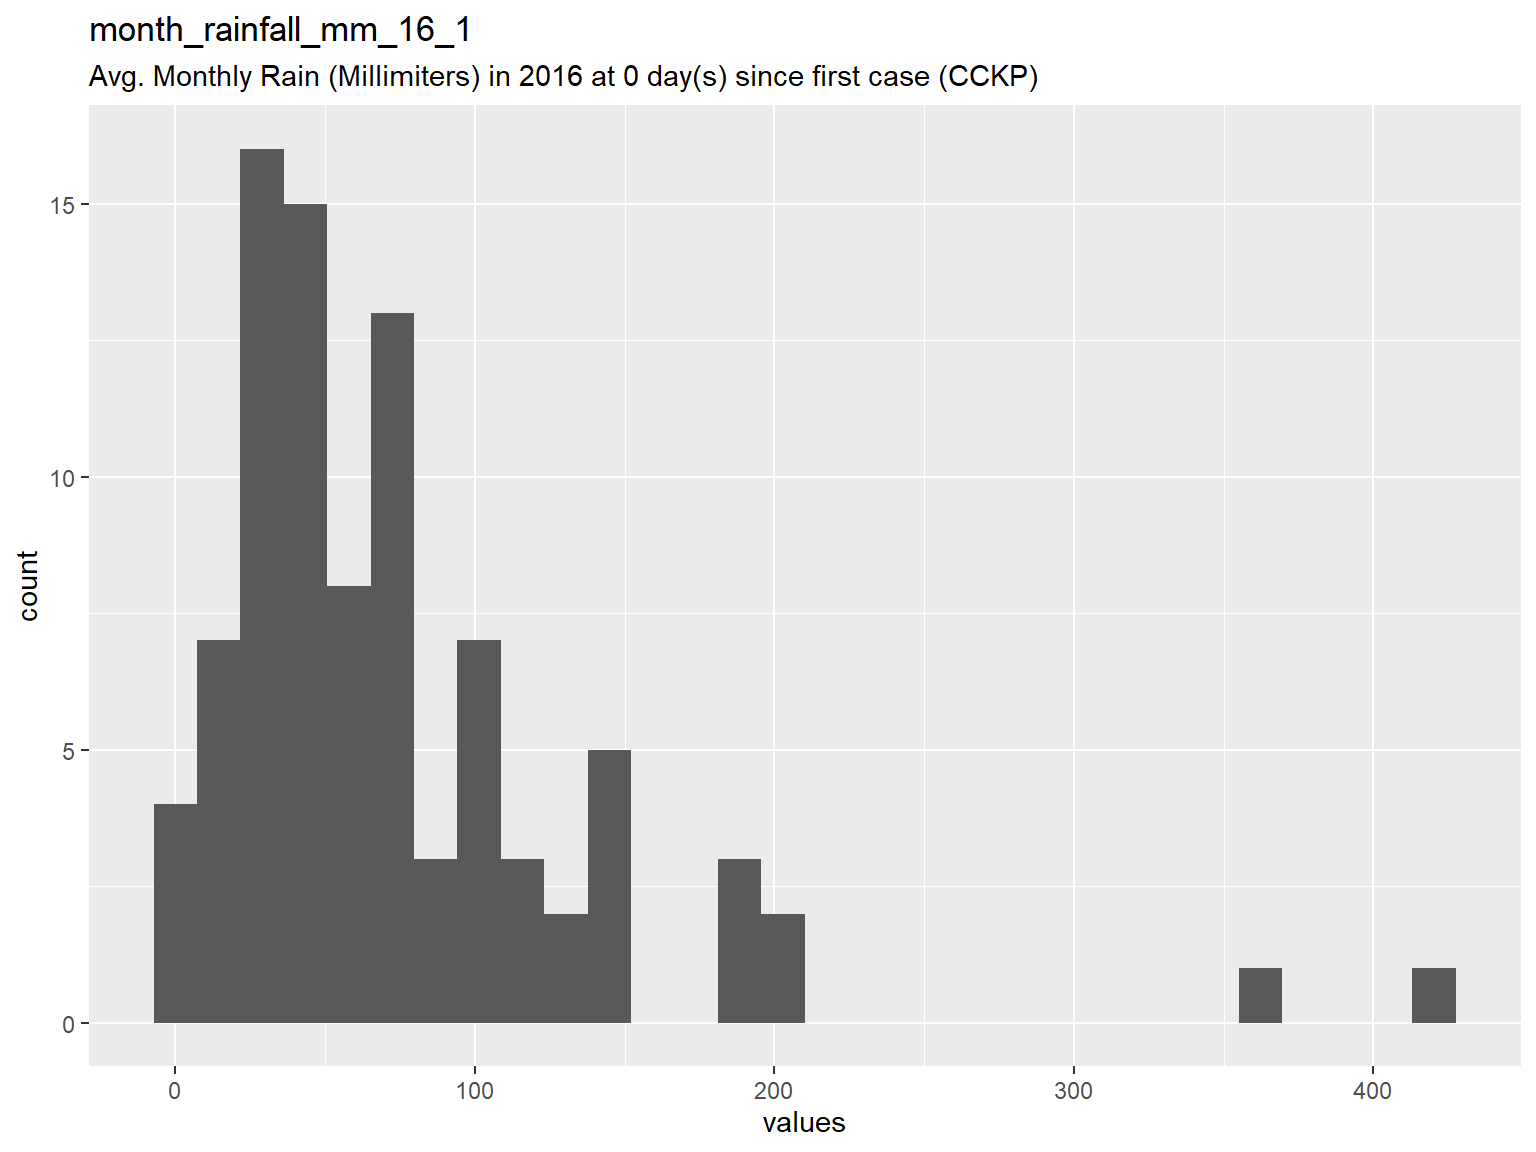 month_rainfall_mm_16_1
Avg. Monthly Rain (Millimiters) in 2016 at 0 day(s) since first case (CCKP)
15
10
5
0
count
0 100 200 300 400
values